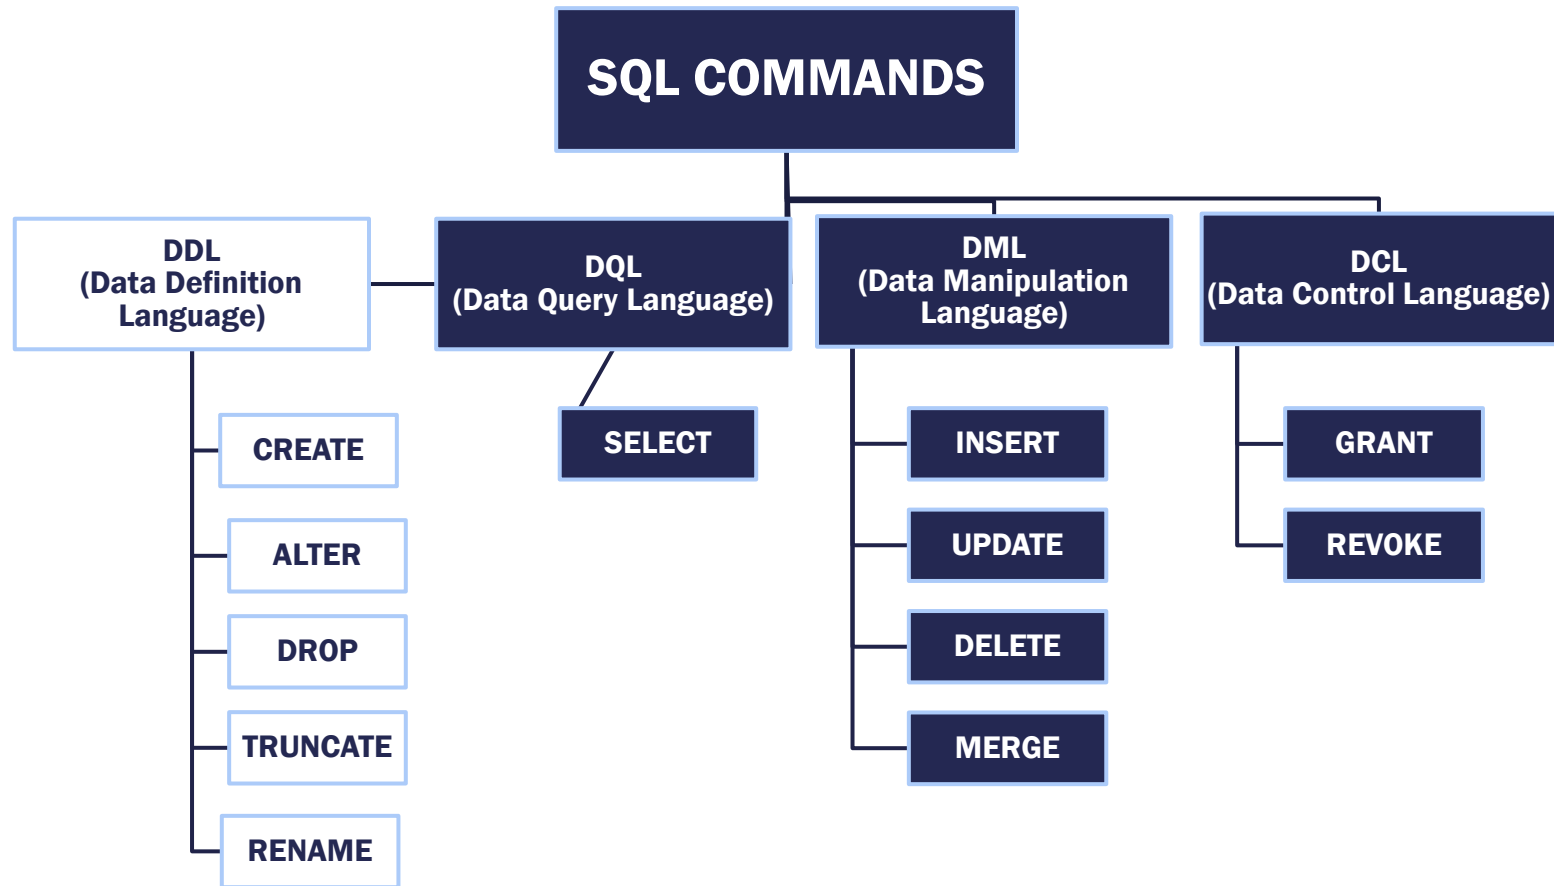 SQL COMMANDS
DDL
(Data Definition
Language)
DQL
(Data Query Language)
DML
(Data Manipulation
Language)
DCL
(Data Control Language)
CREATE
ALTER
DROP
TRUNCATE
RENAME
SELECT
INSERT
UPDATE
DELETE
MERGE
GRANT
REVOKE